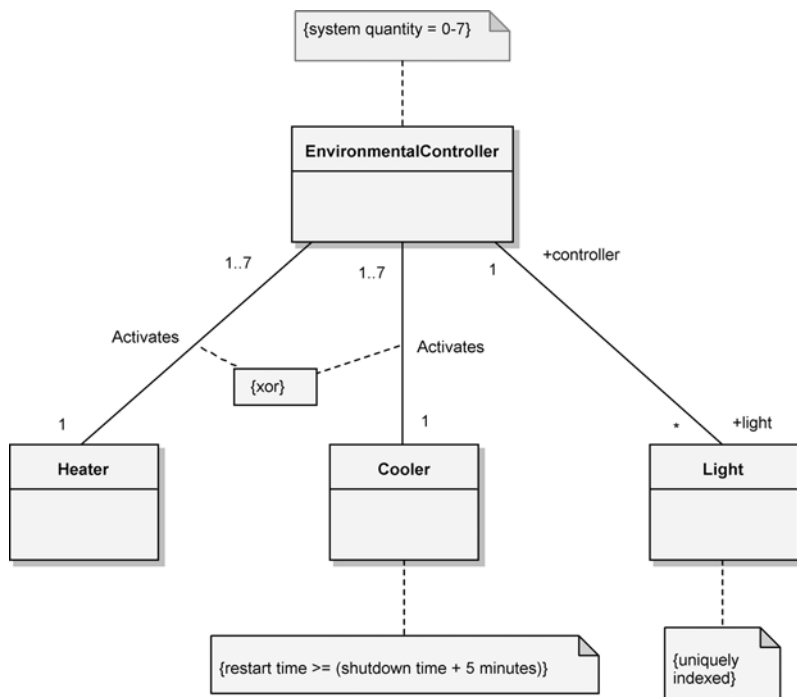 {system quantity = 0-7}
EnvironmentalController
1..7
1..7
1
+controller
Activates
Activates
{xor}
1
1
*
+light
Heater
Cooler
Light
{restart time >= (shutdown time + 5 minutes)}
{uniquely
indexed}